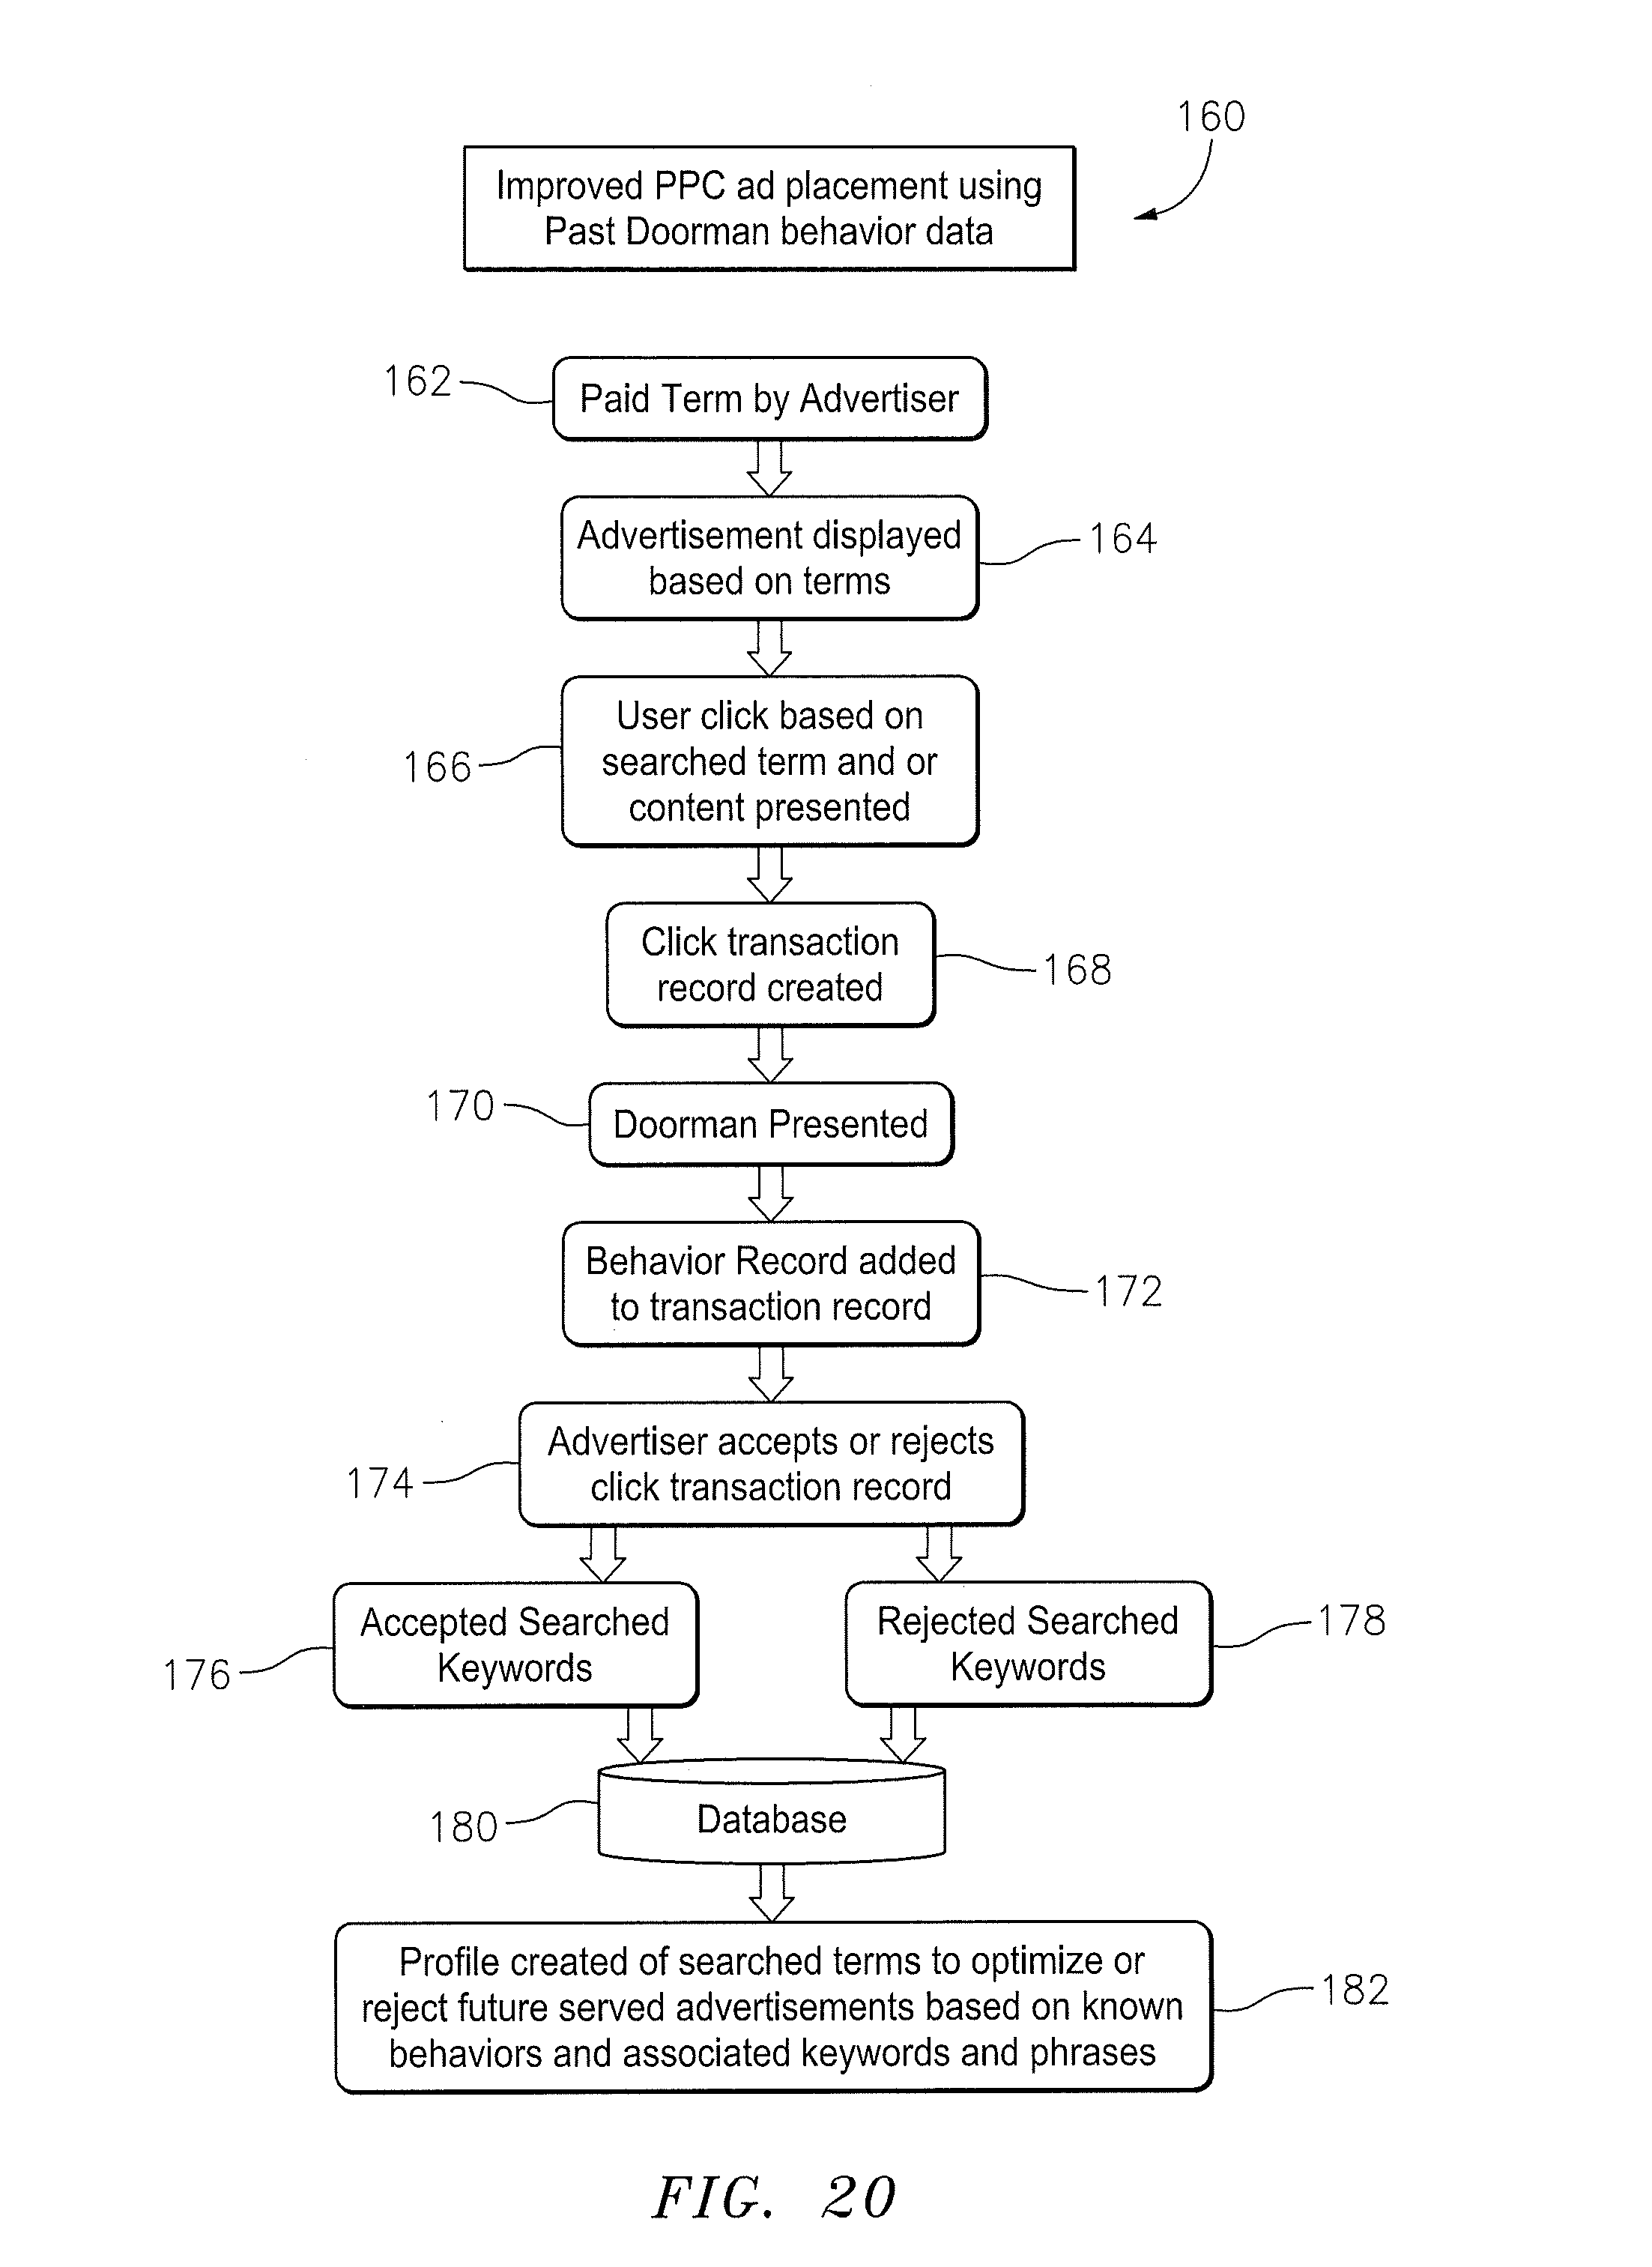 160
Improved PPC ad placement using
Past Doorman behavior data
162
Paid Term by Advertiser
Advertisement displayed
based on terms
164
User click based on
searched term and or
content presented
166
Click transaction
record created
168
170
Doorman Presented
Behavior Record added
to transaction record
172
Advertiser accepts or rejects
click transaction record
174
Accepted Searched
Keywords
176
Rejected Searched
Keywords
178
180
Database
Profile created of searched terms to optimize or
reject future served advertisements based on known
behaviors and associated keywords and phrases
182
FIG. 20